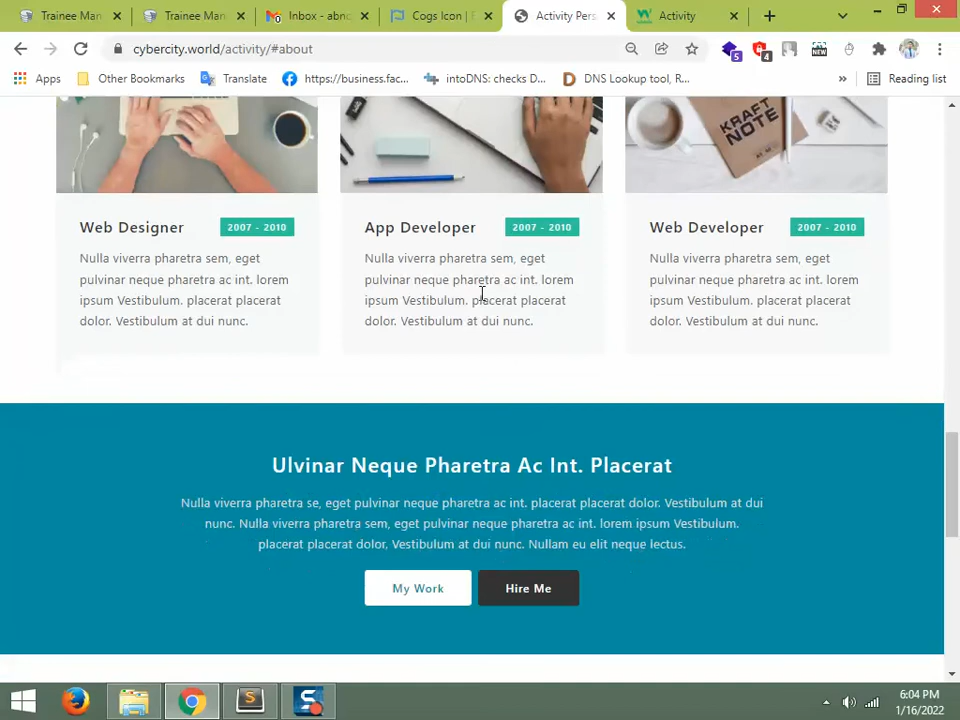 Trainee Man
Trainee Man
Inbox - abno
Cogs Icon | F
Activity Pers
Activity
cybercity.world/activity/#about
5
4
NEW
Apps
Other Bookmarks
Translate
https://business.fac...
intoDNS: checks D...
DNS Lookup tool, R...
»
Reading list
KRAFT
NOTE
Web Designer
2007 - 2010
Nulla viverra pharetra sem, eget
pulvinar neque pharetra ac int. lorem
ipsum Vestibulum. placerat placerat
dolor. Vestibulum at dui nunc.
App Developer
2007 - 2010
Nulla viverra pharetra sem, eget
pulvinar neque pharetra ac int. lorem
ipsum Vestibulum. placerat placerat
dolor. Vestibulum at dui nunc.
Web Developer
2007 - 2010
Nulla viverra pharetra sem, eget
pulvinar neque pharetra ac int. lorem
ipsum Vestibulum. placerat placerat
dolor. Vestibulum at dui nunc.
Ulvinar Neque Pharetra Ac Int. Placerat
Nulla viverra pharetra se, eget pulvinar neque pharetra ac int. placerat placerat dolor. Vestibulum at dui
nunc. Nulla viverra pharetra sem, eget pulvinar neque pharetra ac int. lorem ipsum Vestibulum.
placerat placerat dolor, Vestibulum at dui nunc. Nullam eu elit neque lectus.
My Work
Hire Me
6:04 PM
1/16/2022